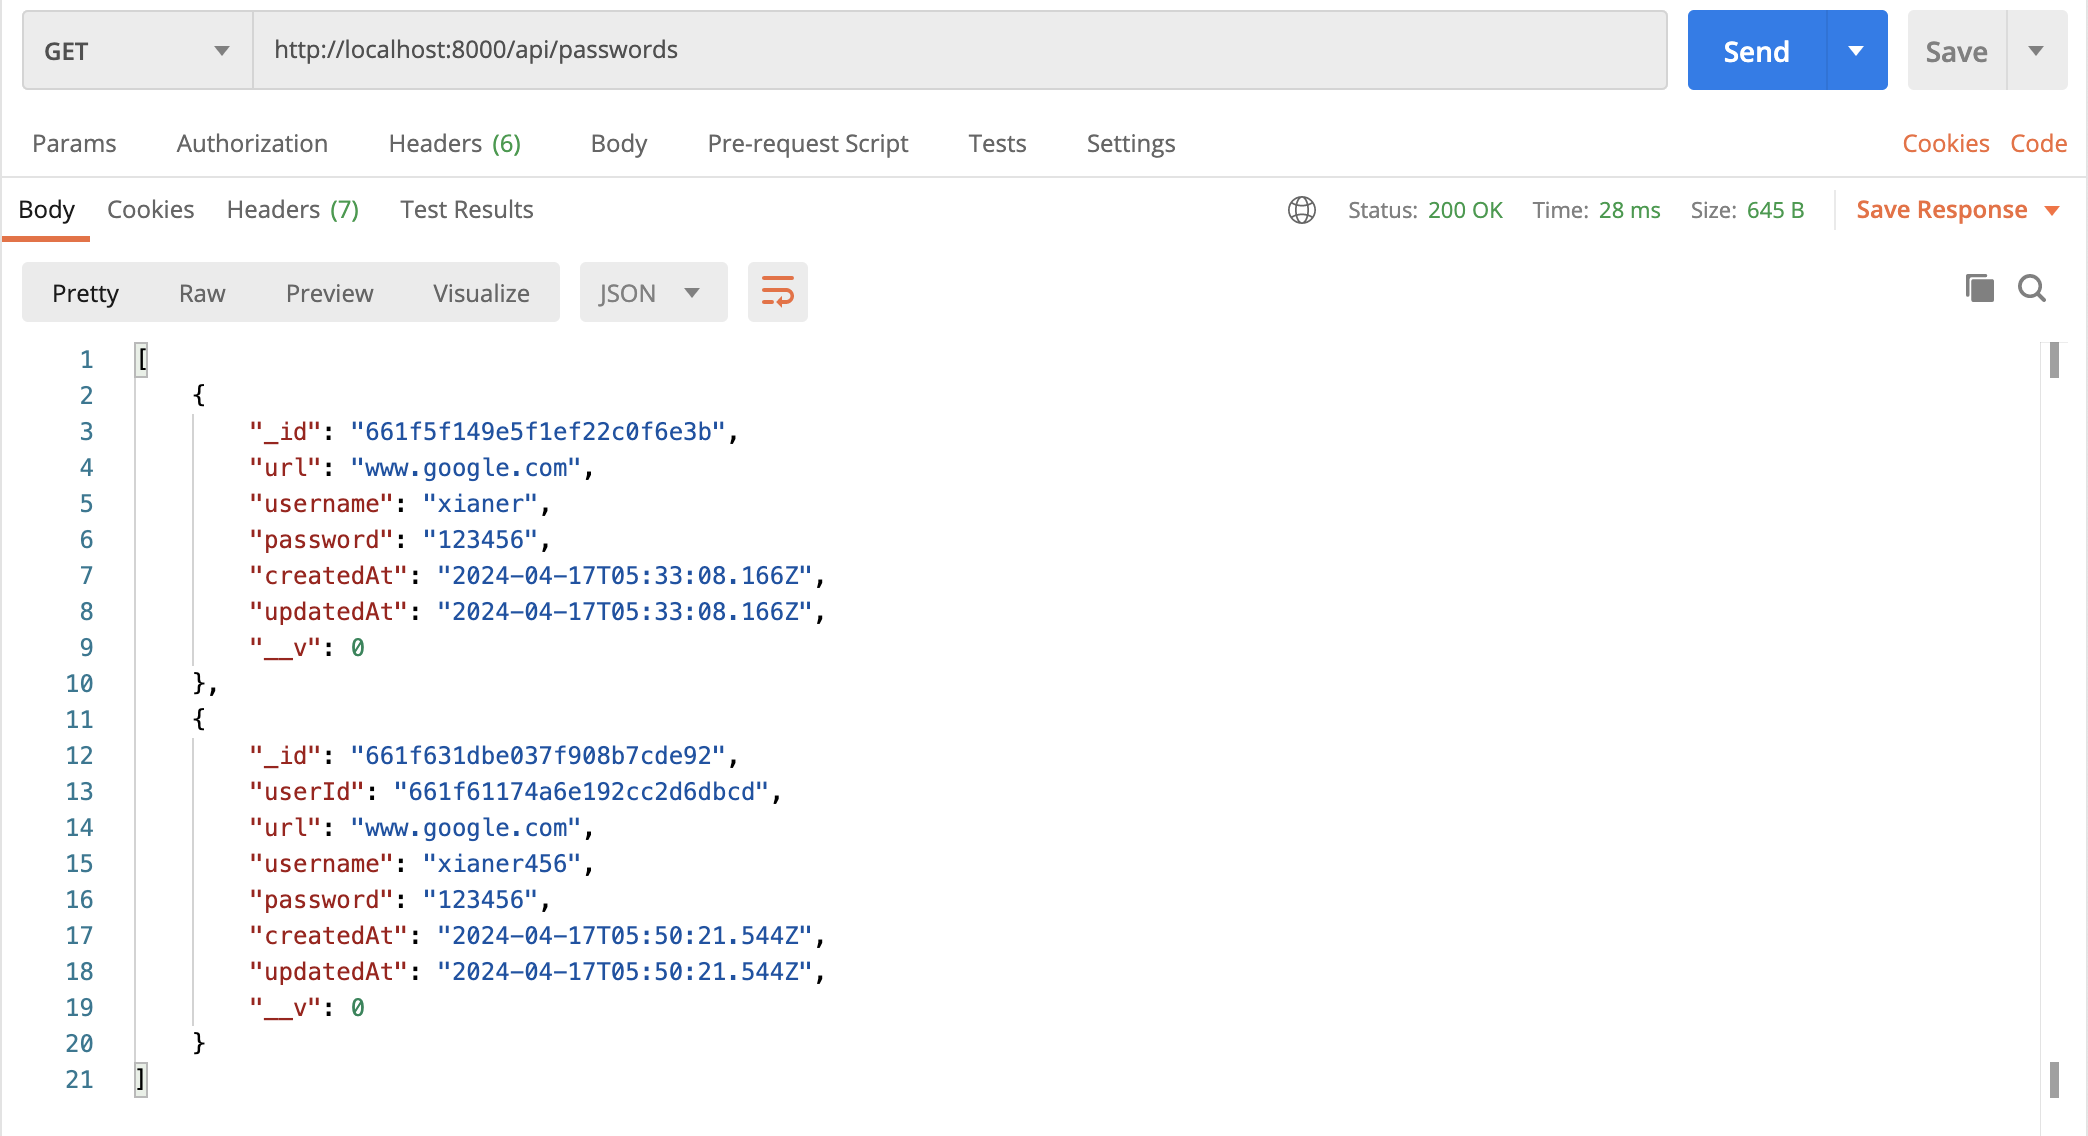 GET http://localhost:8000/api/passwords Send Save
Params Authorization Headers (6) Body Pre-request Script Tests Settings Cookies Code
Body Cookies Headers (7) Test Results Status: 200 OK Time: 28 ms Size: 645 B Save Response
Pretty Raw Preview Visualize JSON
1 [
2 {
3 "_id": "661f5f149e5f1ef22c0f6e3b",
4 "url": "www.google.com",
5 "username": "xianer",
6 "password": "123456",
7 "createdAt": "2024-04-17T05:33:08.166Z",
8 "updatedAt": "2024-04-17T05:33:08.166Z",
9 "__v": 0
10 },
11 {
12 "_id": "661f631dbe037f908b7cde92",
13 "userId": "661f61174a6e192cc2d6dbcd",
14 "url": "www.google.com",
15 "username": "xianer456",
16 "password": "123456",
17 "createdAt": "2024-04-17T05:50:21.544Z",
18 "updatedAt": "2024-04-17T05:50:21.544Z",
19 "__v": 0
20 }
21 ]